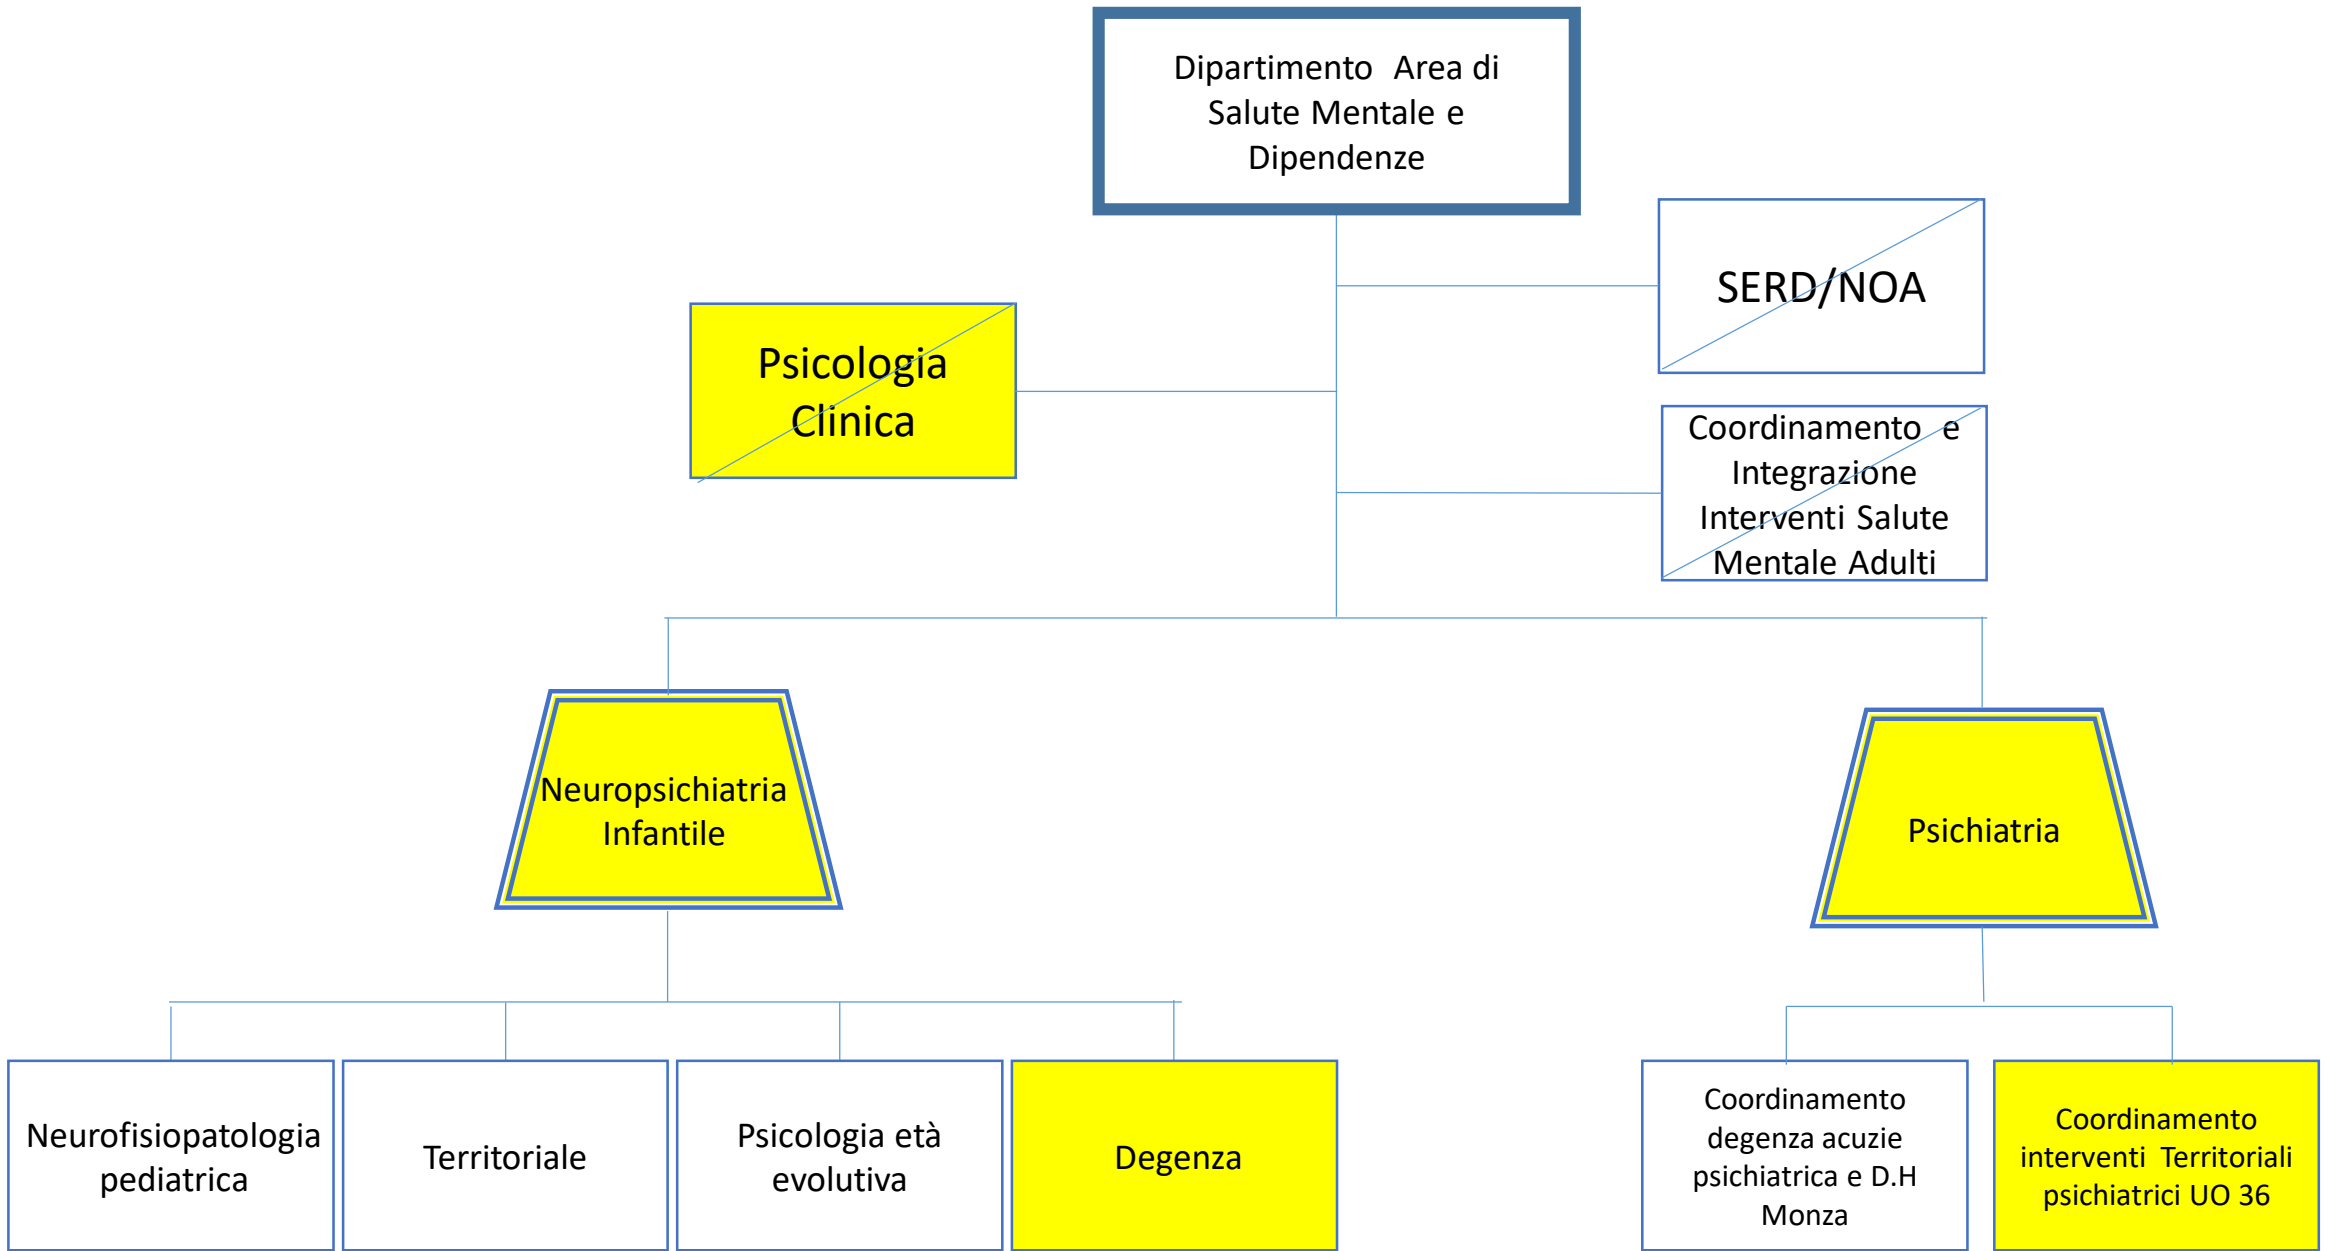 Dipartimento Area di
Salute Mentale e
Dipendenze
SERD/NOA
Psicologia
Clinica
Coordinamento e
Integrazione
Interventi Salute
Mentale Adulti
Neuropsichiatria
Infantile
Psichiatria
Neurofisiopatologia
pediatrica
Territoriale
Psicologia età
evolutiva
Degenza
Coordinamento
degenza acuzie
psichiatrica e D.H
Monza
Coordinamento
interventi Territoriali
psichiatrici UO 36